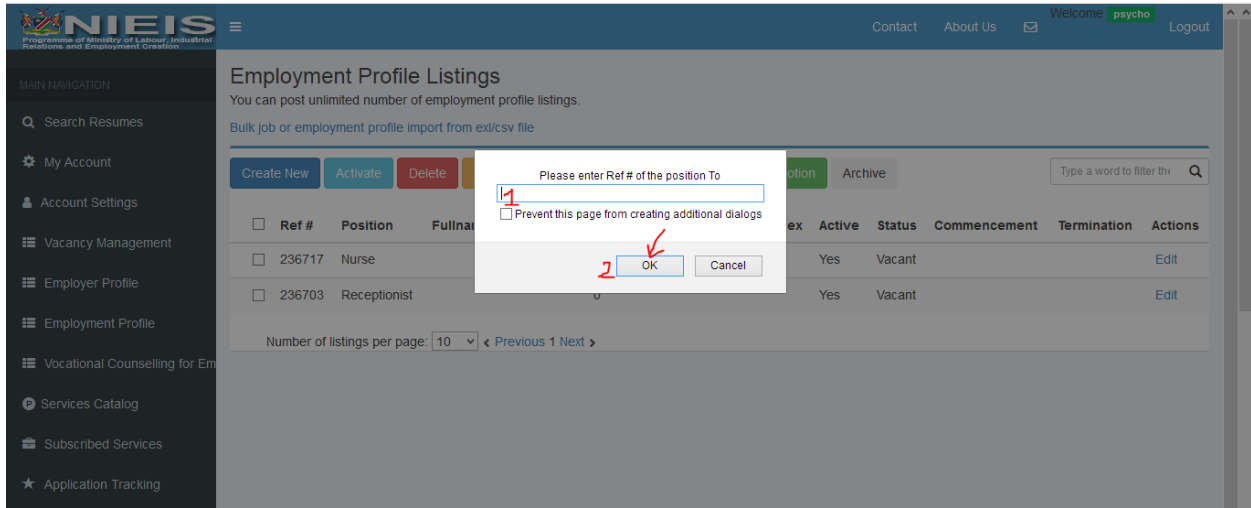 NIEIS
Programme of Ministry of Labour, Industrial
Relations and Employment Creation
Contact About Us Welcome psycho Logout
MAIN NAVIGATION
Search Resumes
My Account
Account Settings
Vacancy Management
Employer Profile
Employment Profile
Vocational Counselling for Em
Services Catalog
Subscribed Services
Application Tracking
Employment Profile Listings
You can post unlimited number of employment profile listings.
Bulk job or employment profile import from exl/csv file
Create New Activate Delete otion Archive Type a word to filter the
Please enter Ref # of the position To
1
Prevent this page from creating additional dialogs
2 OK Cancel
Ref # Position Fullnar ex Active Status Commencement Termination Actions
236717 Nurse Yes Vacant Edit
236703 Receptionist 0 Yes Vacant Edit
Number of listings per page: 10 Previous 1 Next